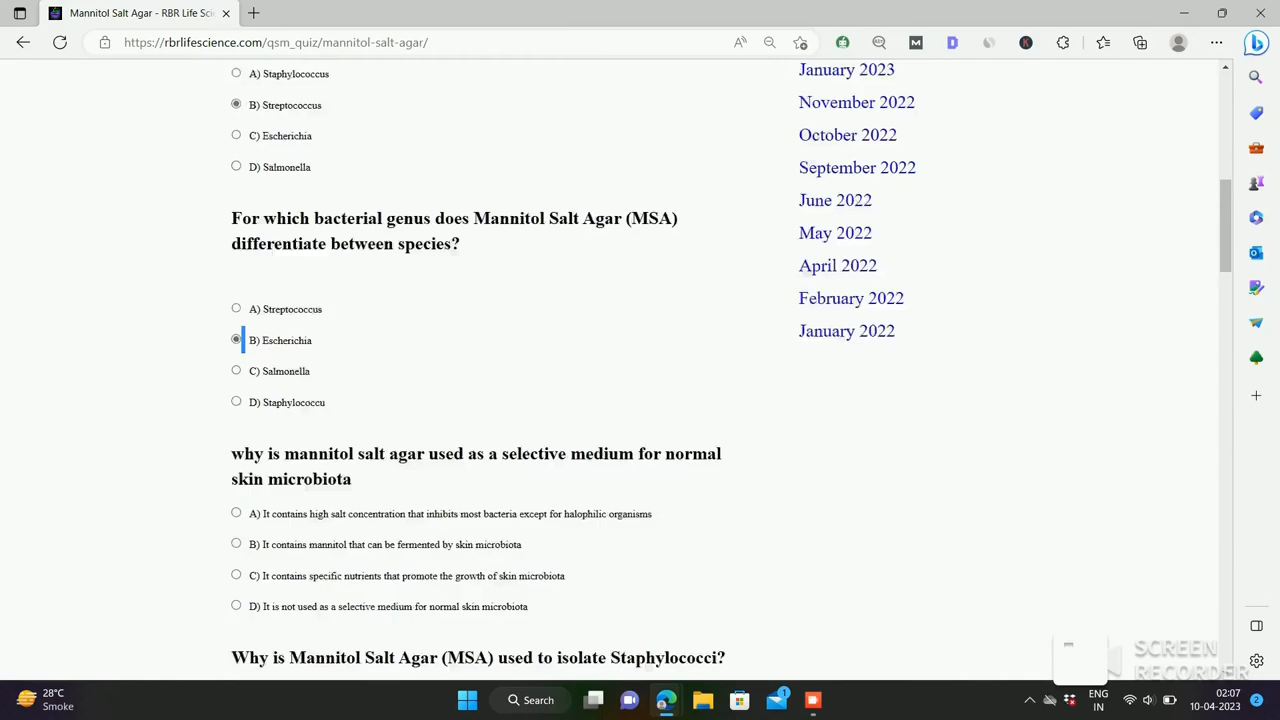 Mannitol Salt Agar - RBR Life Sci
https://rbrlifescience.com/qsm_quiz/mannitol-salt-agar/
A) Staphylococcus
B) Streptococcus
C) Escherichia
D) Salmonella
For which bacterial genus does Mannitol Salt Agar (MSA)
differentiate between species?
A) Streptococcus
B) Escherichia
C) Salmonella
D) Staphylococcu
why is mannitol salt agar used as a selective medium for normal
skin microbiota
A) It contains high salt concentration that inhibits most bacteria except for halophilic organisms
B) It contains mannitol that can be fermented by skin microbiota
C) It contains specific nutrients that promote the growth of skin microbiota
D) It is not used as a selective medium for normal skin microbiota
Why is Mannitol Salt Agar (MSA) used to isolate Staphylococci?
January 2023
November 2022
October 2022
September 2022
June 2022
May 2022
April 2022
February 2022
January 2022
SCREEN
RECORDER
28°C
Smoke
Search
1
ENG
IN
02:07
10-04-2023
2